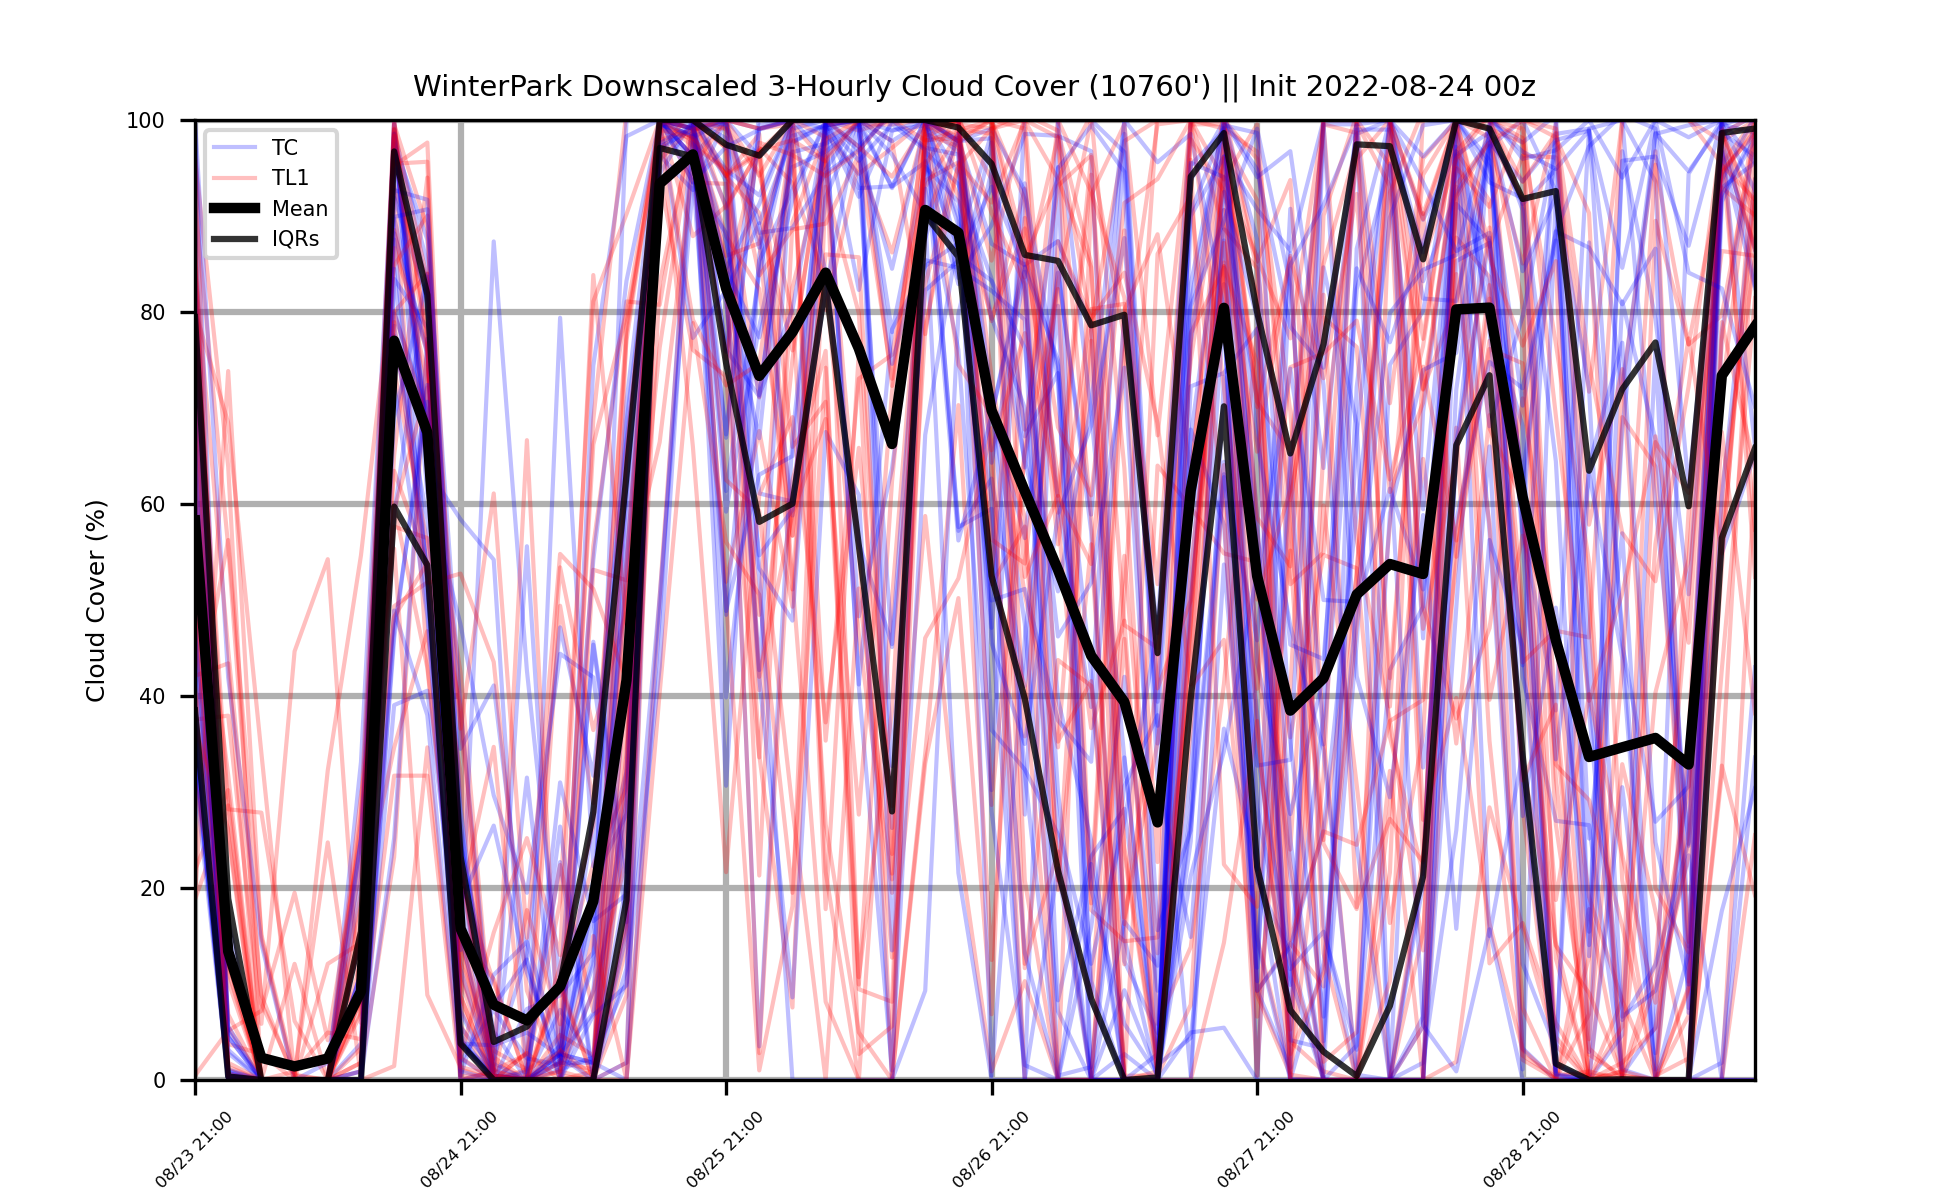 WinterPark Downscaled 3-Hourly Cloud Cover (10760') || Init 2022-08-24 00z
Cloud Cover (%)
100
80
60
40
20
0
TC
TL1
Mean
IQRs
08/23 21:00
08/24 21:00
08/25 21:00
08/26 21:00
08/27 21:00
08/28 21:00